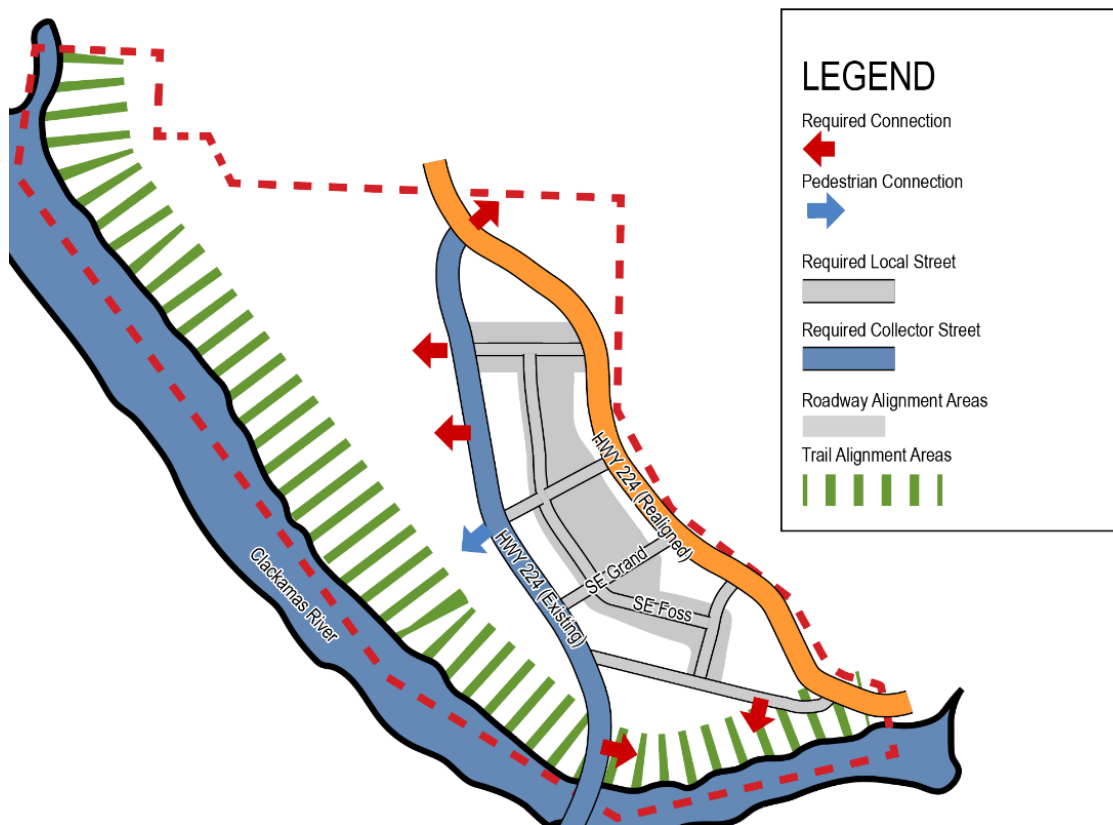 LEGEND
Required Connection
Pedestrian Connection
Required Local Street
Required Collector Street
Roadway Alignment Areas
Trail Alignment Areas
HWY 224 (Realigned)
SE Grand
HWY 224 (Existing)
SE Foss
Clackamas River